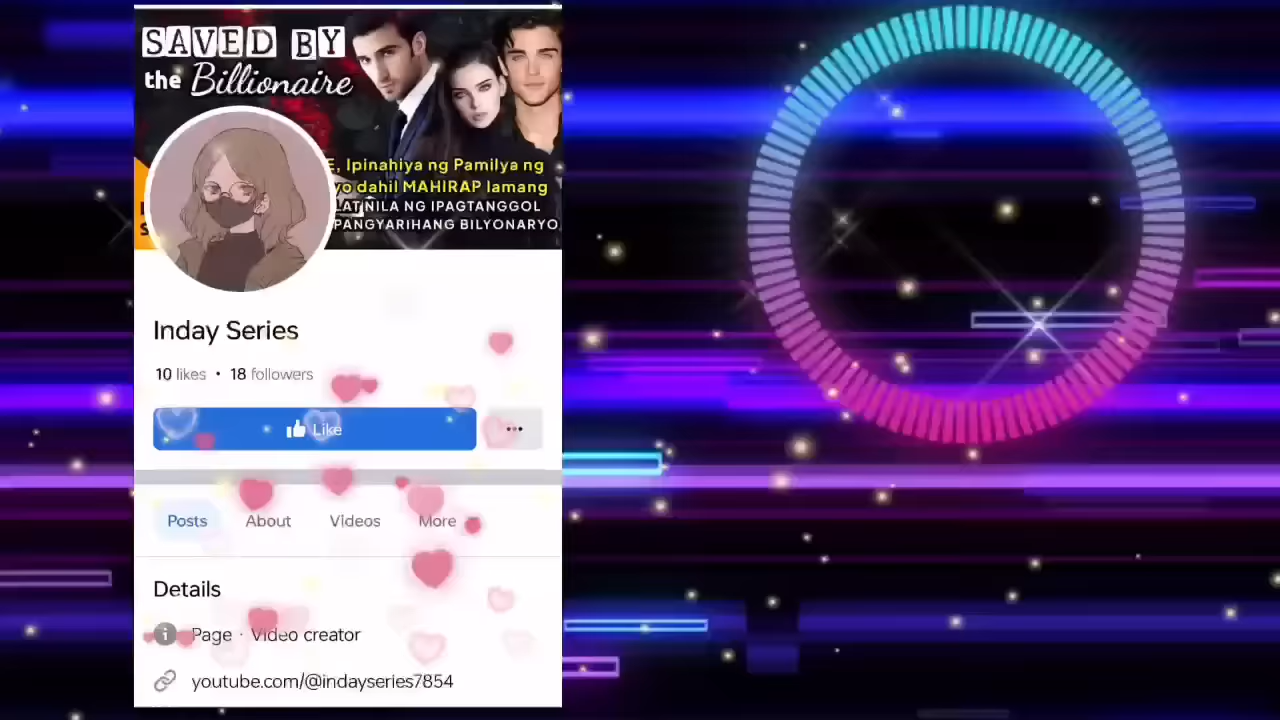 SAVED BY
the Billionaire
E, Ipinahiya ng Pamilya ng
yo dahil MAHIRAP lamang
LAT NILA NG IPAGTANGGOL
PANGYARIHANG BILYONARYO
Inday Series
10 likes • 18 followers
Like
Posts About Videos More
Details
Page · Video creator
youtube.com/@indayseries7854